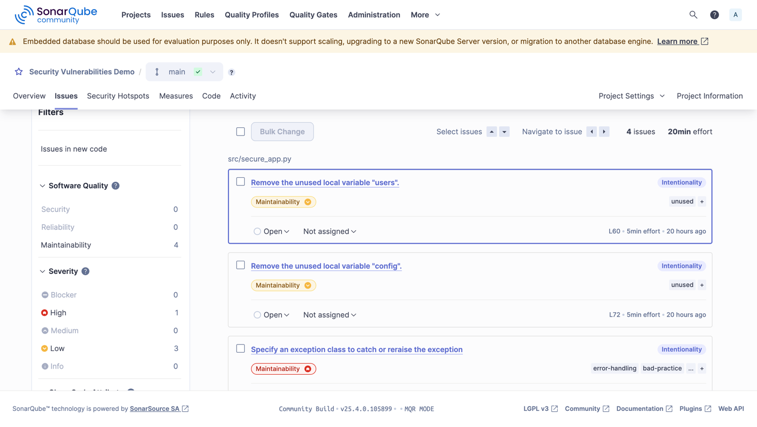 SonarQube community Projects Issues Rules Quality Profiles Quality Gates Administration More ? A
Embedded database should be used for evaluation purposes only. It doesn't support scaling, upgrading to a new SonarQube Server version, or migration to another database engine. Learn more
Security Vulnerabilities Demo / main ?
Overview Issues Security Hotspots Measures Code Activity Project Settings Project Information
Filters
Issues in new code
Software Quality ?
Security 0
Reliability 0
Maintainability 4
Severity ?
Blocker 0
High 1
Medium 0
Low 3
Info 0
Bulk Change Select issues Navigate to issue 4 issues 20min effort
src/secure_app.py
Remove the unused local variable "users". Intentionality
Maintainability unused +
Open Not assigned L60 • 5min effort • 20 hours ago
Remove the unused local variable "config". Intentionality
Maintainability unused +
Open Not assigned L72 • 5min effort • 20 hours ago
Specify an exception class to catch or reraise the exception Intentionality
Maintainability error-handling bad-practice ... +
SonarQube™ technology is powered by SonarSource SA Community Build • v25.4.0.105899 • • MQR MODE LGPL v3 Community Documentation Plugins Web API